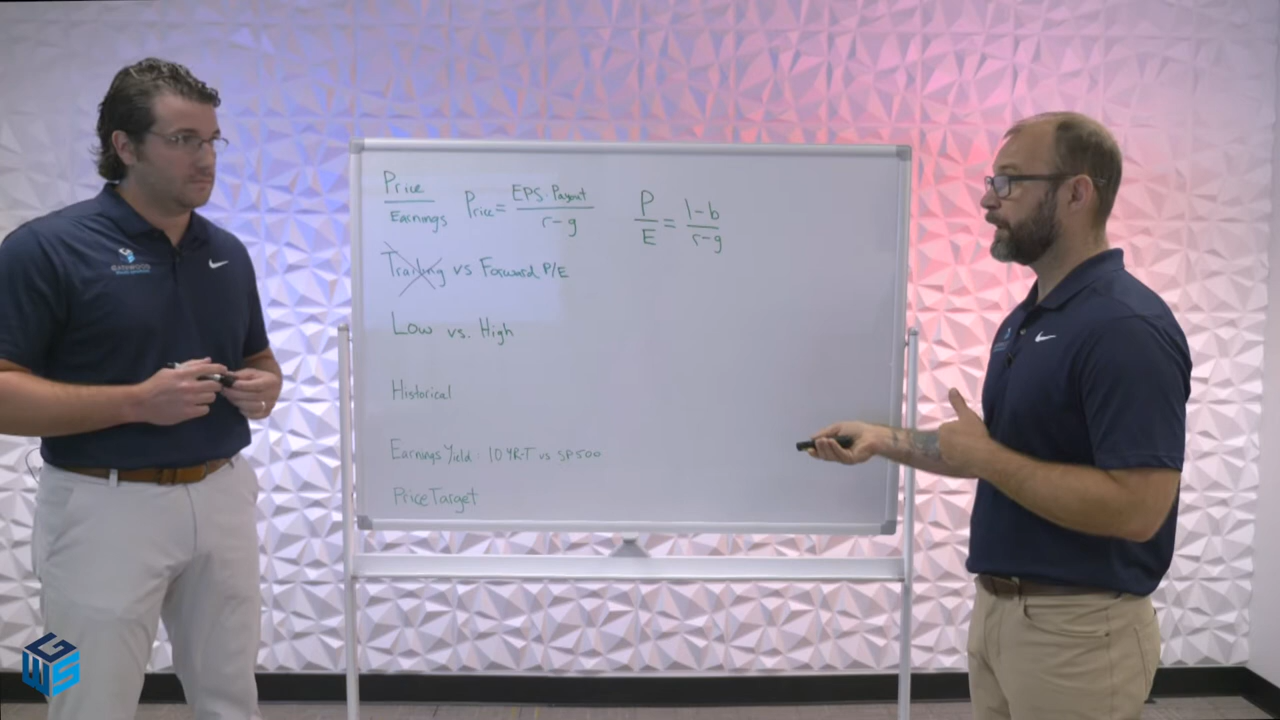 Price
Earnings
Price = EPS · Payout
r-g
P
E
= 1-b
r-g
Trailing vs Forward P/E
Low vs. High
Historical
Earnings Yield: 10 YR-T vs SP500
Price Target
GWS